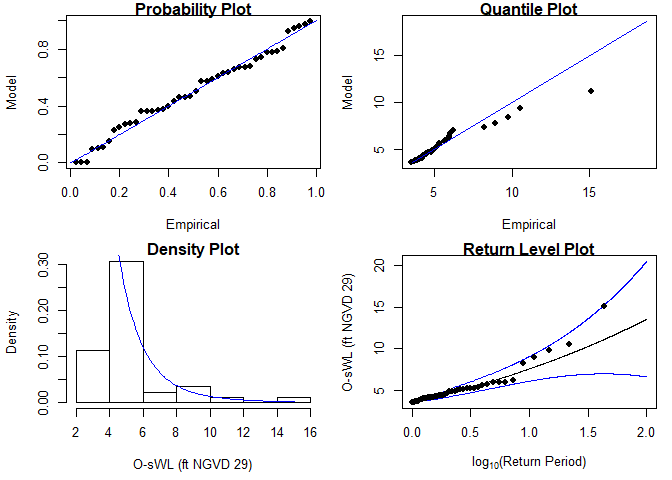 Probability Plot
Model
0.0 0.4 0.8
0.0 0.2 0.4 0.6 0.8 1.0
Empirical
Quantile Plot
Model
5 10 15
5 10 15
Empirical
Density Plot
Density
0.00 0.10 0.20 0.30
2 4 6 8 10 12 14 16
O-sWL (ft NGVD 29)
Return Level Plot
O-sWL (ft NGVD 29)
5 10 15 20
0.0 0.5 1.0 1.5 2.0
log₁₀(Return Period)